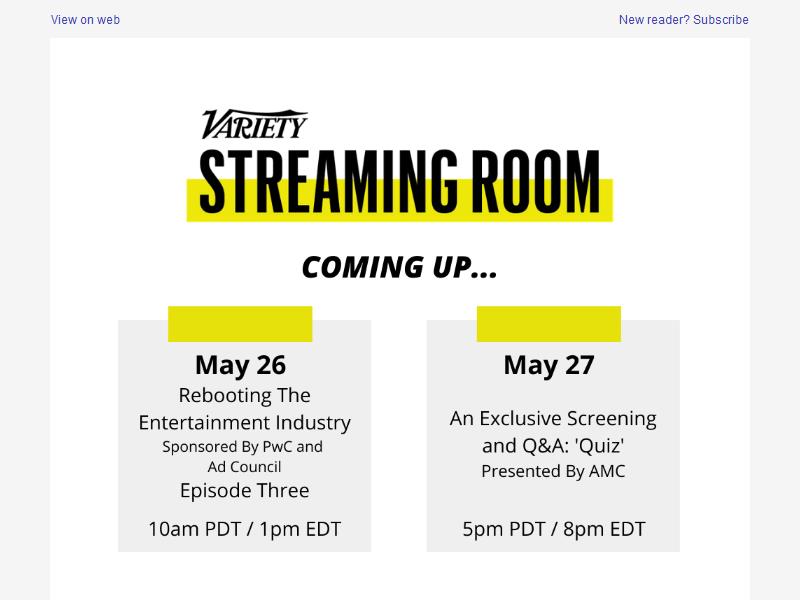 View on web
New reader? Subscribe
VARIETY
STREAMING ROOM
COMING UP...
May 26
Rebooting The
Entertainment Industry
Sponsored By PwC and
Ad Council
Episode Three
10am PDT / 1pm EDT
May 27
An Exclusive Screening
and Q&A: 'Quiz'
Presented By AMC
5pm PDT / 8pm EDT